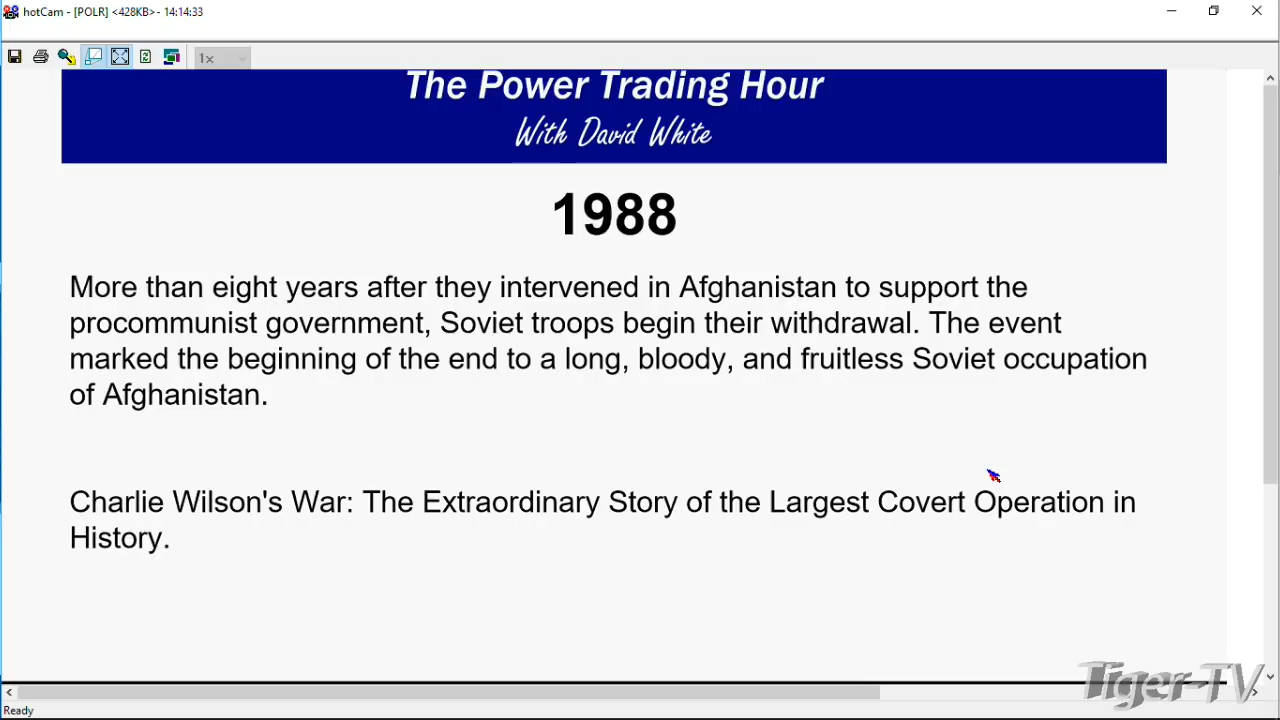 hotCam - [POLR] <428KB> - 14:14:33
1x
The Power Trading Hour
With David White
1988
More than eight years after they intervened in Afghanistan to support the
procommunist government, Soviet troops begin their withdrawal. The event
marked the beginning of the end to a long, bloody, and fruitless Soviet occupation
of Afghanistan.
Charlie Wilson's War: The Extraordinary Story of the Largest Covert Operation in
History.
Tiger-TV
Ready